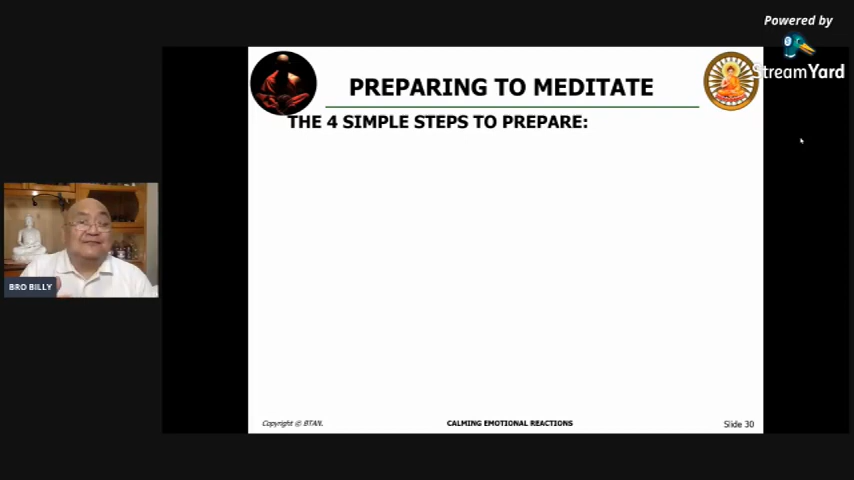 Powered by
StreamYard
PREPARING TO MEDITATE
THE 4 SIMPLE STEPS TO PREPARE:
BRO BILLY
Copyright © BTAN.
CALMING EMOTIONAL REACTIONS
Slide 30